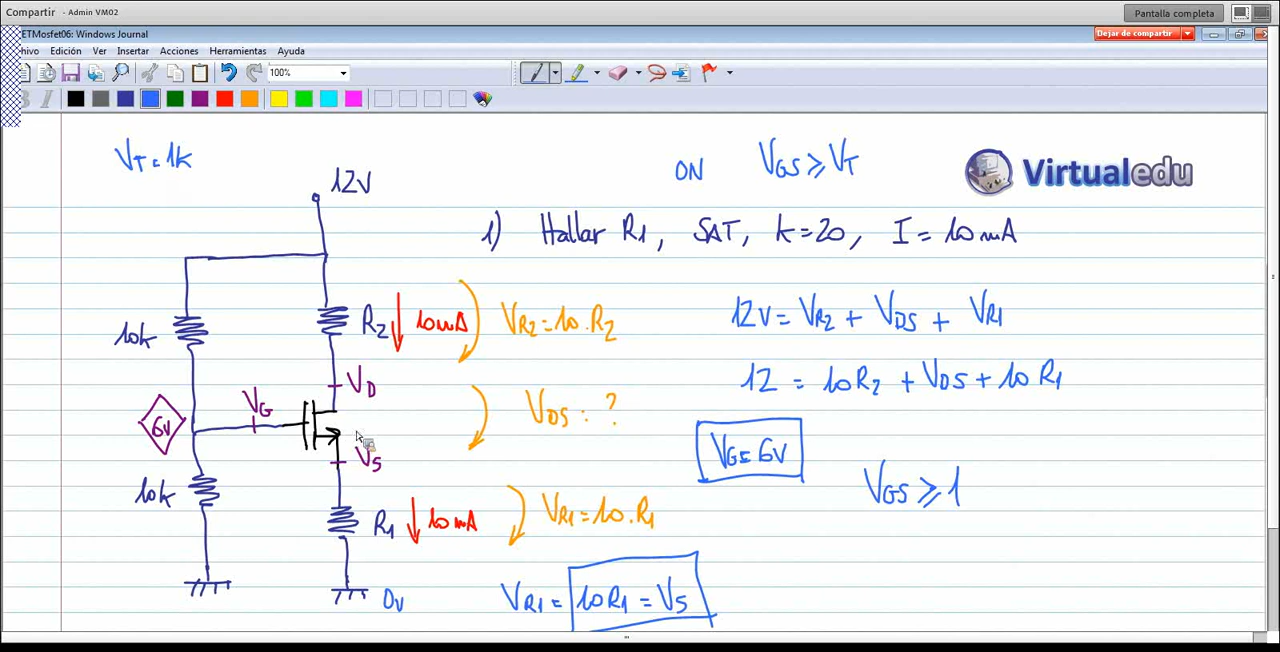 Compartir - Admin VM02
Pantalla completa
ETMosfet06: Windows Journal
Dejar de compartir
hivo Edición Ver Insertar Acciones Herramientas Ayuda
100%
VT = 1k
ON VGS ≥ VT
Virtualedu
12V
1) Hallar R1, SAT, k=20, I = 10mA
10k
R2 10mA
VR2 = 10.R2
12V = VR2 + VDS + VR1
VD
12 = 10R2 + VDS + 10R1
VG
6V
VDS : ?
VG = 6V
VS
VGS ≥ 1
10k
R1 10mA
VR1 = 10.R1
0V
VR1 = 10R1 = VS